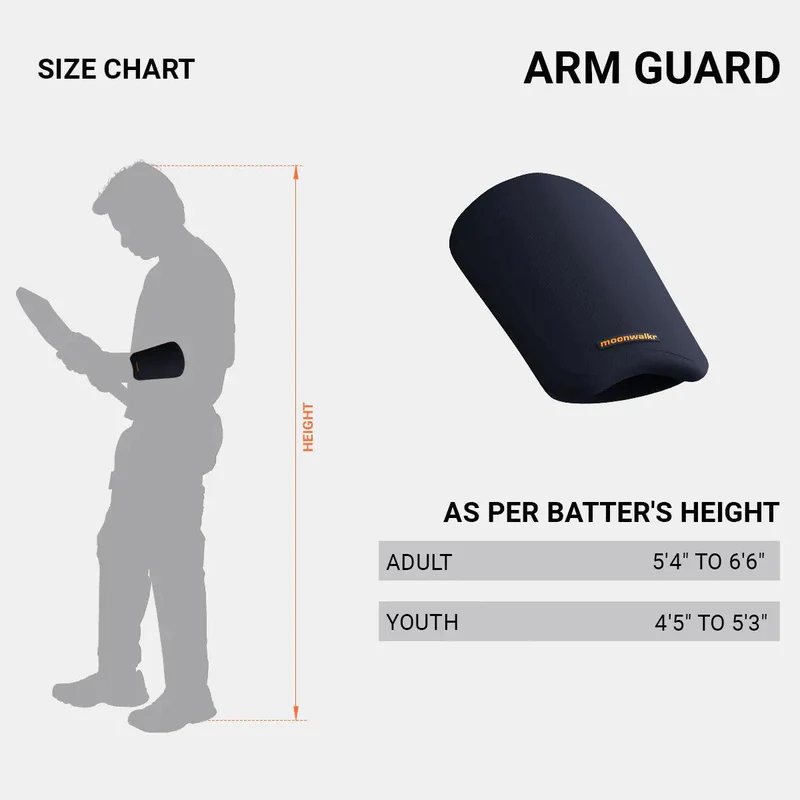 SIZE CHART
ARM GUARD
moonwalkr
HEIGHT
AS PER BATTER'S HEIGHT
ADULT 5'4" TO 6'6"
YOUTH 4'5" TO 5'3"